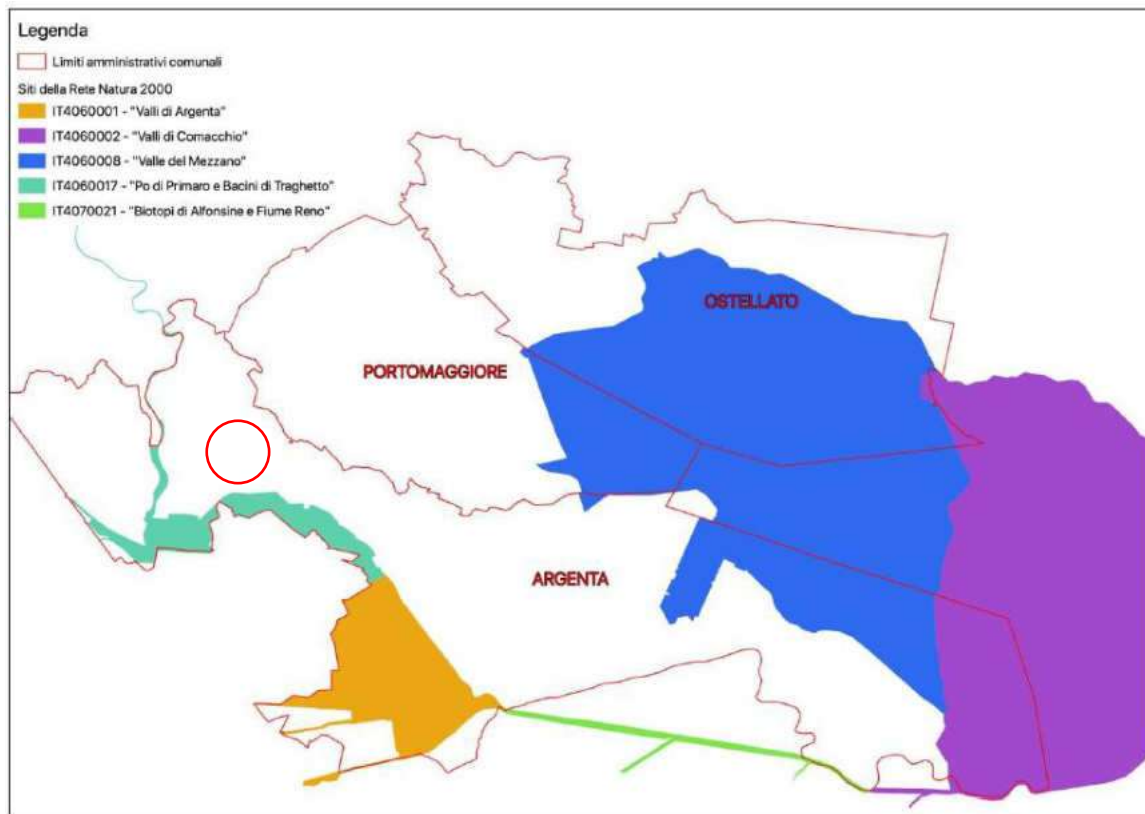 Legenda
Limiti amministrativi comunali
Siti della Rete Natura 2000
IT4060001 - "Valli di Argenta"
IT4060002 - "Valli di Comacchio"
IT4060008 - "Valle del Mezzano"
IT4060017 - "Po di Primaro e Bacini di Traghetto"
IT4070021 - "Biotopi di Alfonsine e Fiume Reno"
OSTELLATO
PORTOMAGGIORE
ARGENTA